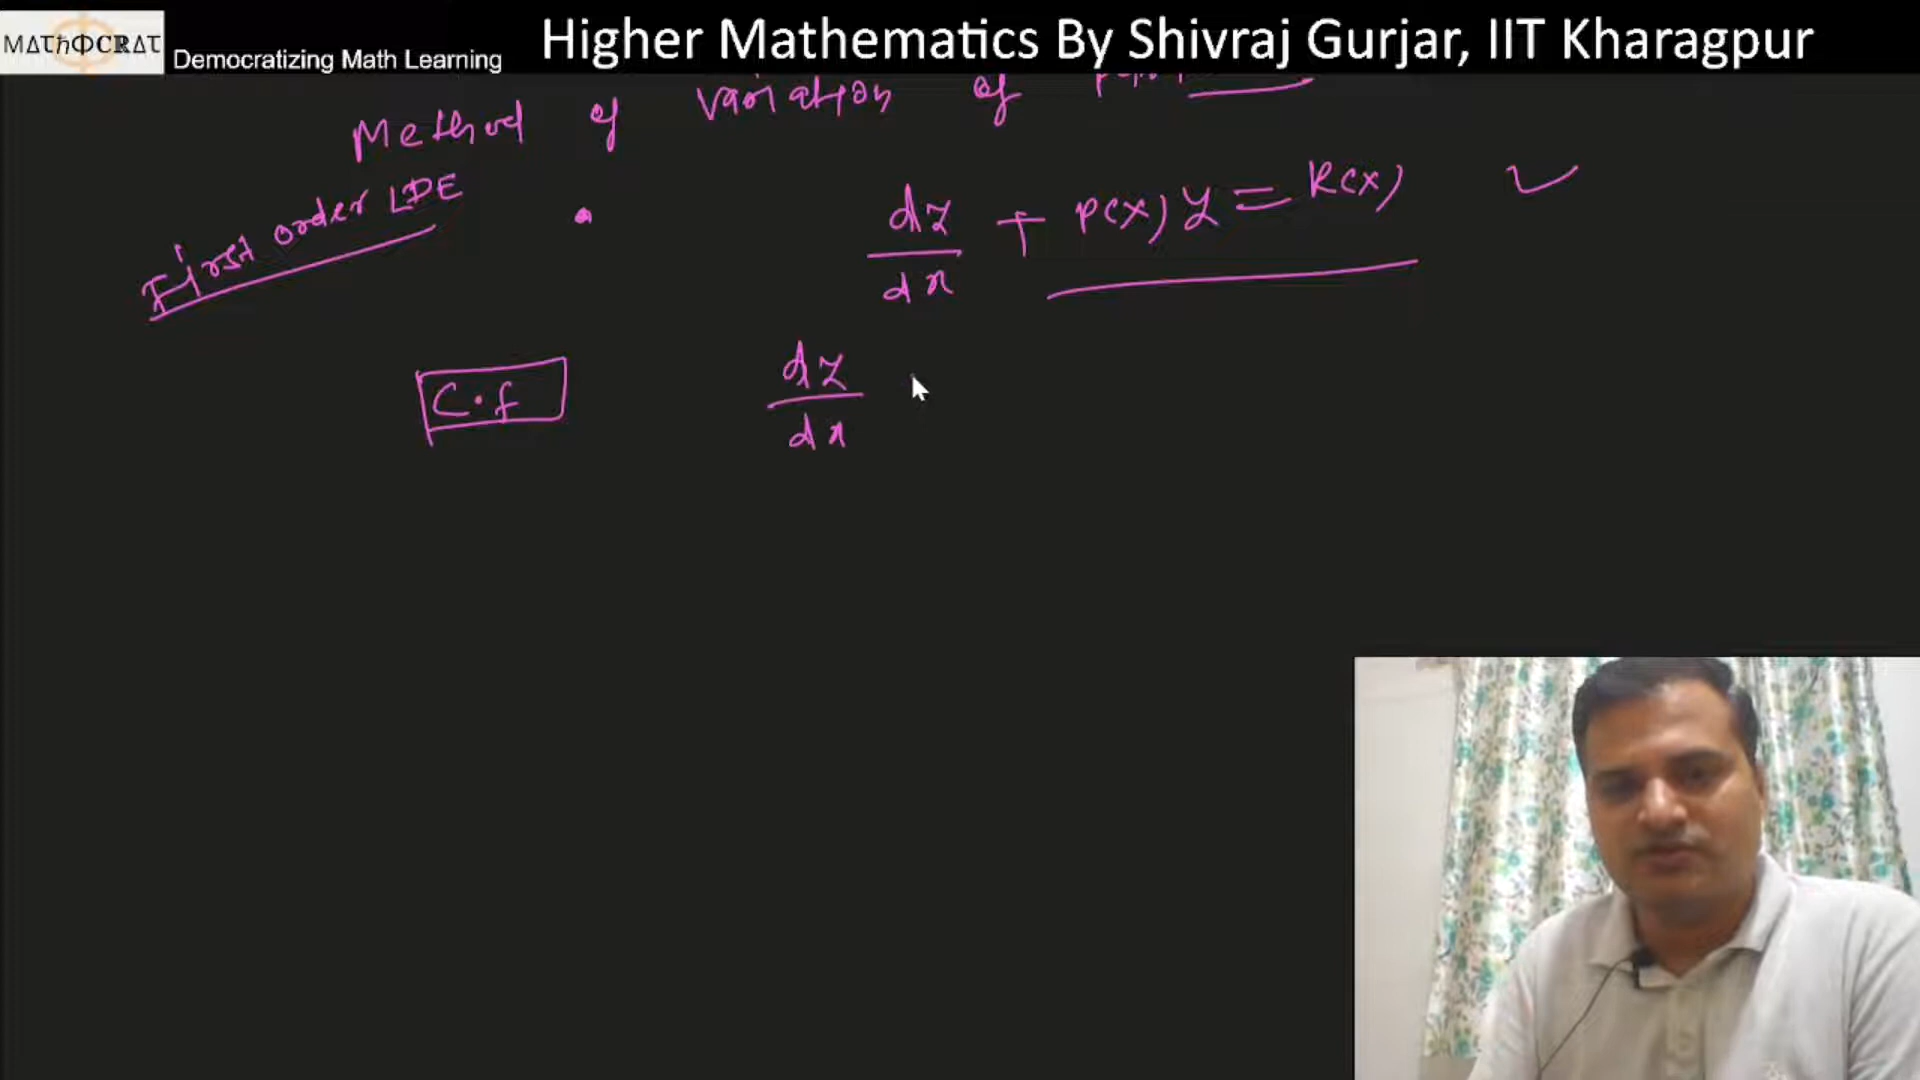 MΔτℏΦCRΔτ Democratizing Math Learning Higher Mathematics By Shivraj Gurjar, IIT Kharagpur
Method of variation of
First order LDE
dy/dx + P(x) y = R(x)
C.f
dy/dx